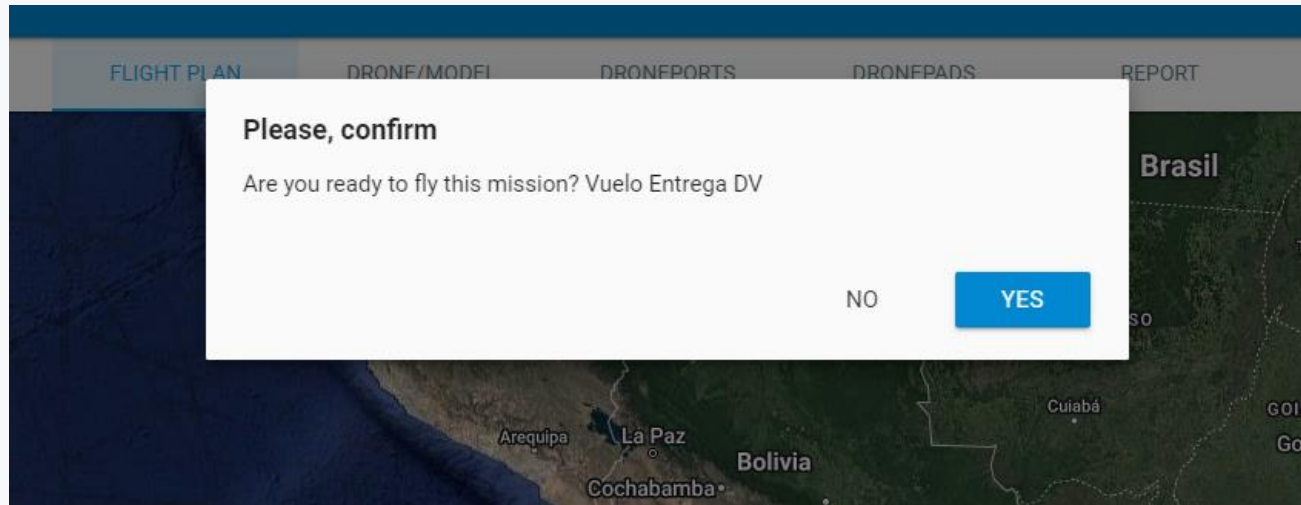 FLIGHT PLAN
DRONE/MODEL
DRONEPORTS
DRONEPADS
REPORT
Please, confirm
Are you ready to fly this mission? Vuelo Entrega DV
NO
YES
Brasil
Cuiabá
Arequipa
La Paz
Bolivia
Cochabamba